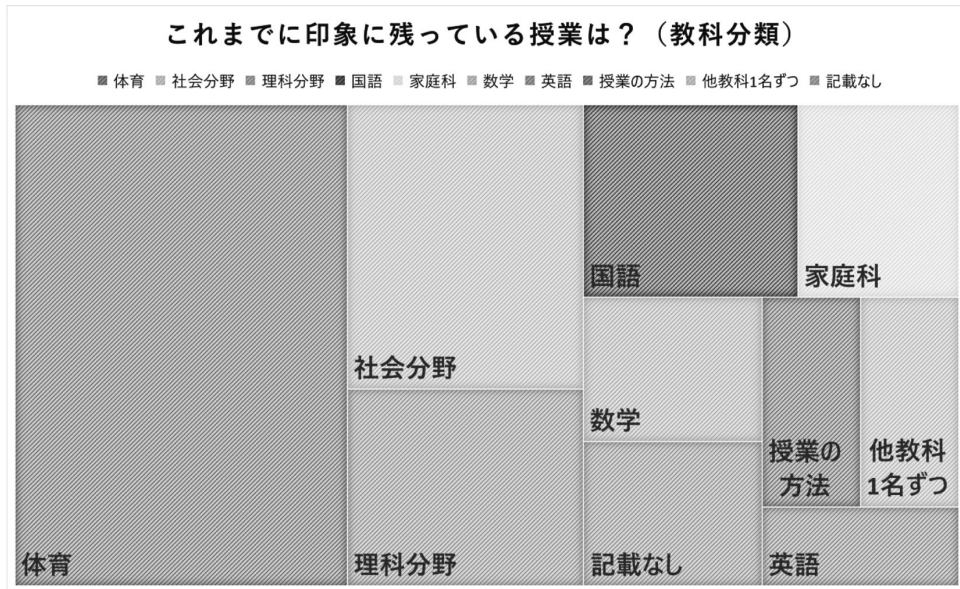 これまでに印象に残っている授業は？（教科分類）
体育 社会分野 理科分野 国語 家庭科 数学 英語 授業の方法 他教科1名ずつ 記載なし
国語
家庭科
社会分野
数学
授業の
方法
他教科
1名ずつ
体育
理科分野
記載なし
英語